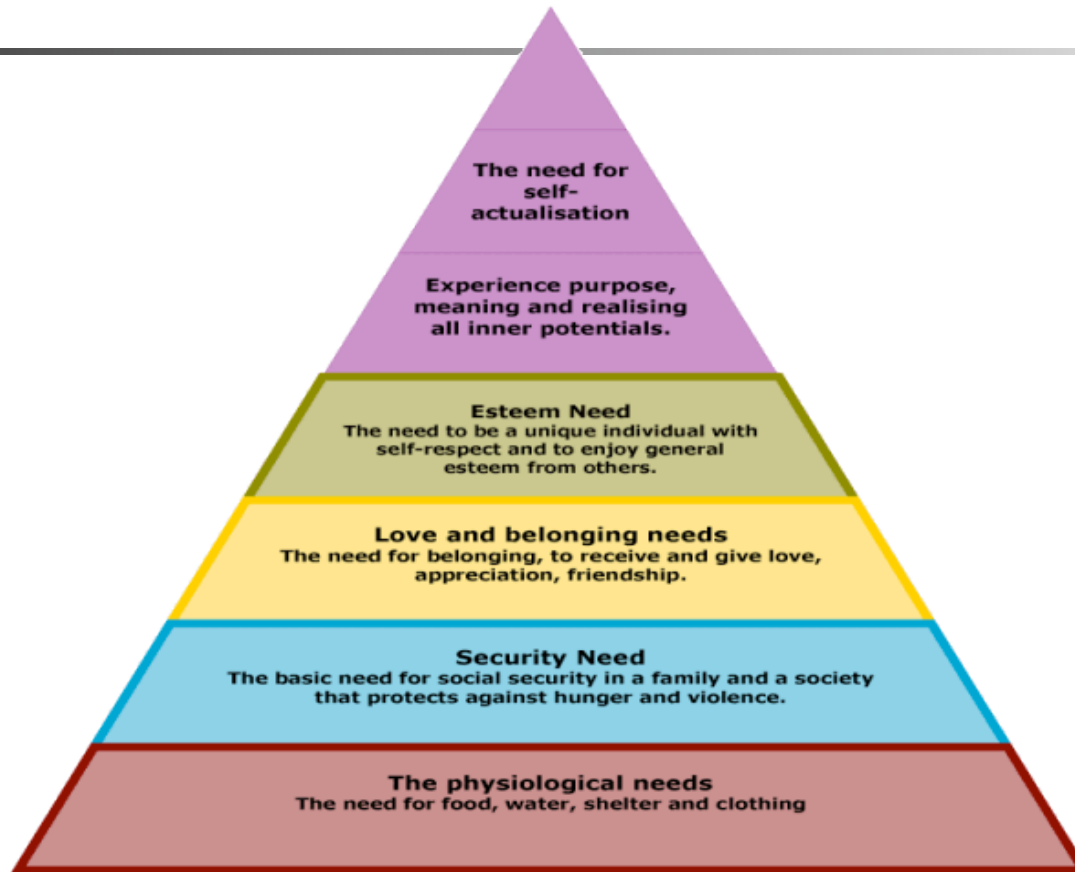 The need for
self-
actualisation
Experience purpose,
meaning and realising
all inner potentials.
Esteem Need
The need to be a unique individual with
self-respect and to enjoy general
esteem from others.
Love and belonging needs
The need for belonging, to receive and give love,
appreciation, friendship.
Security Need
The basic need for social security in a family and a society
that protects against hunger and violence.
The physiological needs
The need for food, water, shelter and clothing